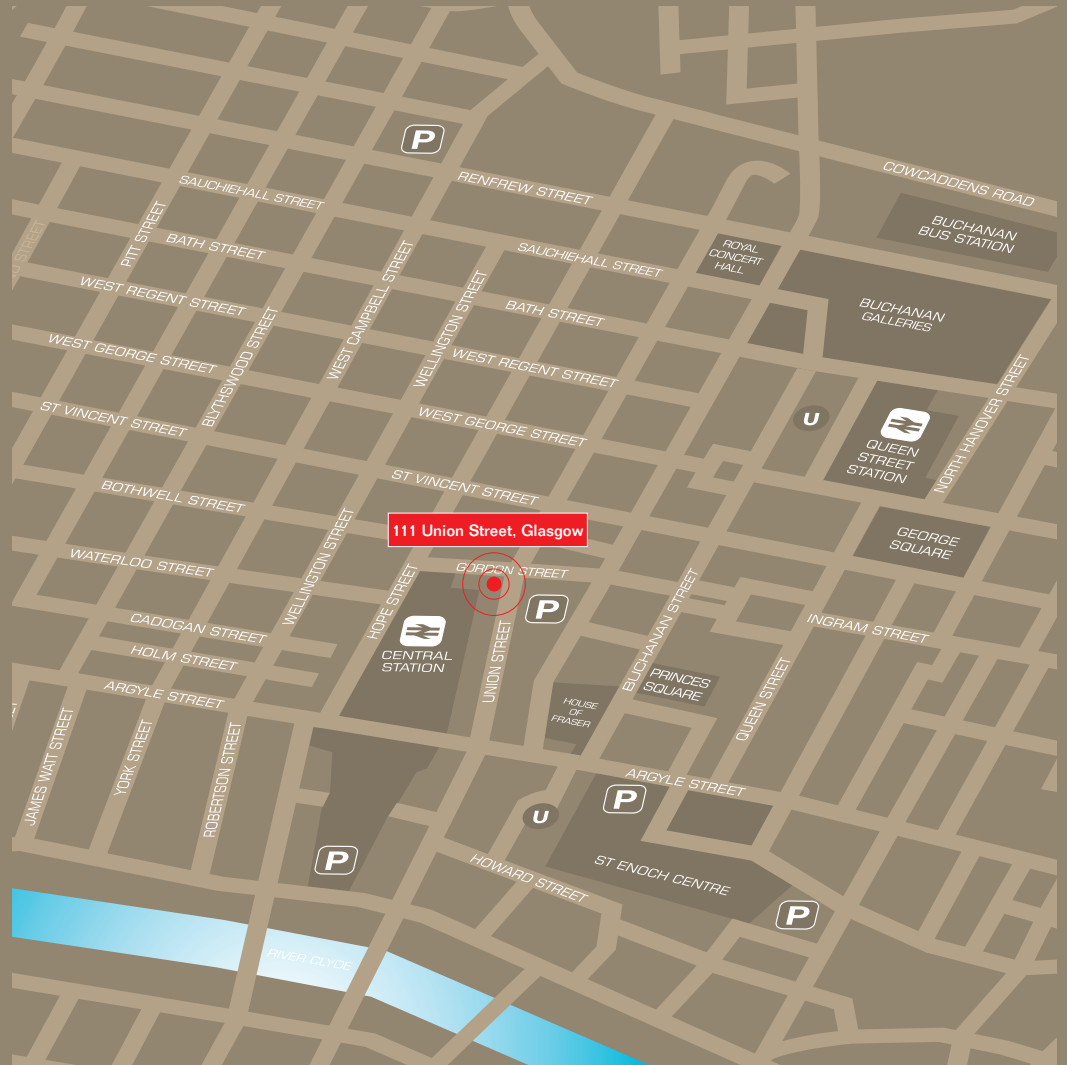 P
COWCADDENS ROAD
RENFREW STREET
SAUCHIEHALL STREET
PITT STREET
BUCHANAN
BUS STATION
BATH STREET
ROYAL
CONCERT
HALL
SAUCHIEHALL STREET
WEST REGENT STREET
WEST CAMPBELL STREET
WELLINGTON STREET
BATH STREET
BUCHANAN
GALLERIES
WEST GEORGE STREET
BLYTHSWOOD STREET
WEST REGENT STREET
NORTH HANOVER STREET
ST VINCENT STREET
WEST GEORGE STREET
U
QUEEN
STREET
STATION
BOTHWELL STREET
ST VINCENT STREET
111 Union Street, Glasgow
GEORGE
SQUARE
WATERLOO STREET
WELLINGTON STREET
HOPE STREET
GORDON STREET
P
BUCHANAN STREET
CADOGAN STREET
INGRAM STREET
HOLM STREET
CENTRAL
STATION
UNION STREET
PRINCES
SQUARE
QUEEN STREET
ARGYLE STREET
HOUSE
OF
FRASER
JAMES WATT STREET
YORK STREET
ROBERTSON STREET
ARGYLE STREET
P
U
P
HOWARD STREET
ST ENOCH CENTRE
P
RIVER CLYDE